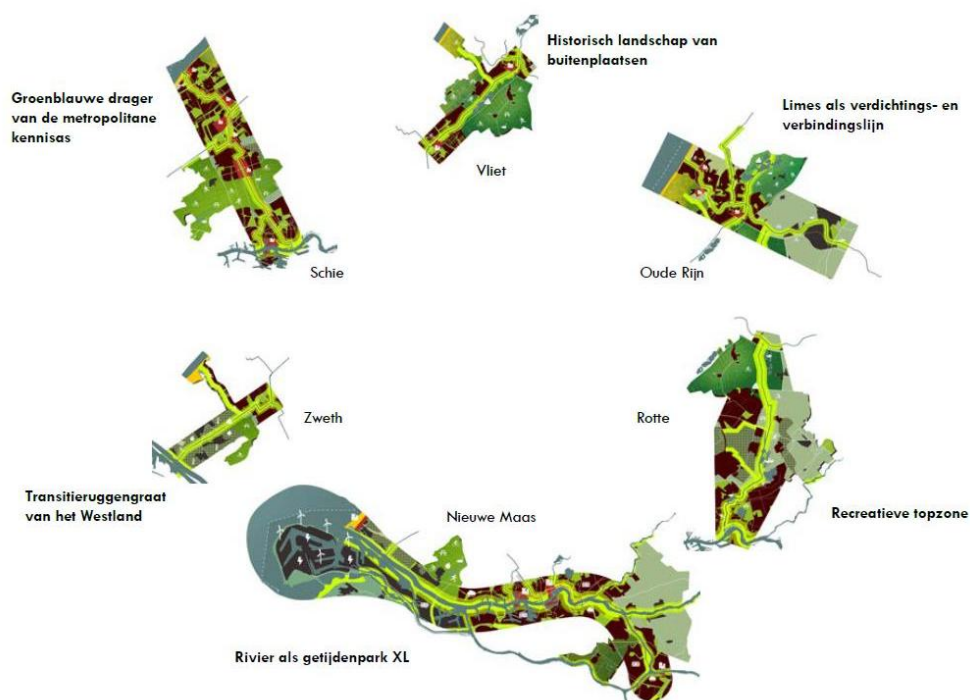 Historisch landschap van
buitenplaatsen
Groenblauwe drager
van de metropolitane
kennisas
Limes als verdichtings- en
verbindingslijn
Vliet
Schie
Oude Rijn
Zweth
Rotte
Transitieruggengraat
van het Westland
Nieuwe Maas
Recreatieve topzone
Rivier als getijdenpark XL